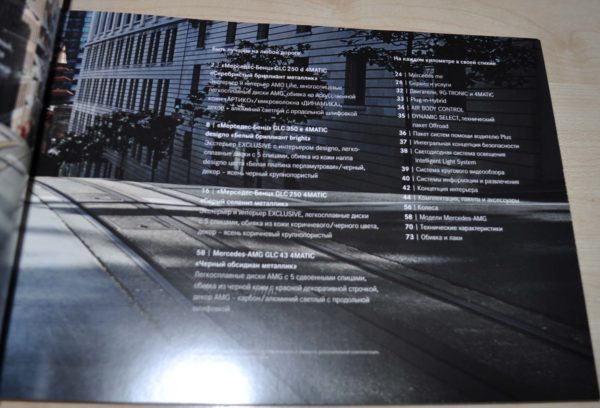 Быть лучшим на любой дороге
2 | «Мерседес-Бенц» GLC 250 d 4MATIC
«Серебристый бриллиант металлик»
Экстерьер и интерьер AMG Line, многоспицевые
легкосплавные диски AMG, обивка из искусственной
кожи «АРТИКО»/микроволокна «ДИНАМИКА»,
декор – алюминий светлый с продольной шлифовкой
8 | «Мерседес-Бенц» GLC 350 e 4MATIC
designo «Белый бриллиант bright»
Экстерьер EXCLUSIVE с интерьером designo, легко-
сплавные диски с 5 спицами, обивка из кожи наппа
designo цвета «белая платина перламутровая»/черный,
декор – ясень черный крупнопористый
16 | «Мерседес-Бенц» GLC 250 4MATIC
«Серый селенит металлик»
Экстерьер и интерьер EXCLUSIVE, легкосплавные диски
с 5 спицами, обивка из кожи коричневого/черного цвета,
декор – ясень коричневый крупнопористый
58 | Mercedes-AMG GLC 43 4MATIC
«Черный обсидиан металлик»
Легкосплавные диски AMG с 5 сдвоенными спицами,
обивка из черной кожи с красной декоративной строчкой,
декор AMG – карбон/алюминий светлый с продольной
шлифовкой
На каждом километре в своей стихии
24 | Mercedes me
26 | Сервис и услуги
32 | Двигатели, 9G-TRONIC и 4MATIC
33 | Plug-in-Hybrid
34 | AIR BODY CONTROL
35 | DYNAMIC SELECT, технический
пакет Offroad
36 | Пакет систем помощи водителю Plus
37 | Интегральная концепция безопасности
38 | Светодиодная система освещения
Intelligent Light System
39 | Система кругового видеообзора
40 | Системы информации и развлечения
42 | Концепция интерьера
44 | Комплектации, пакеты и аксессуары
56 | Колеса
58 | Модели Mercedes-AMG
70 | Технические характеристики
73 | Обивка и лаки